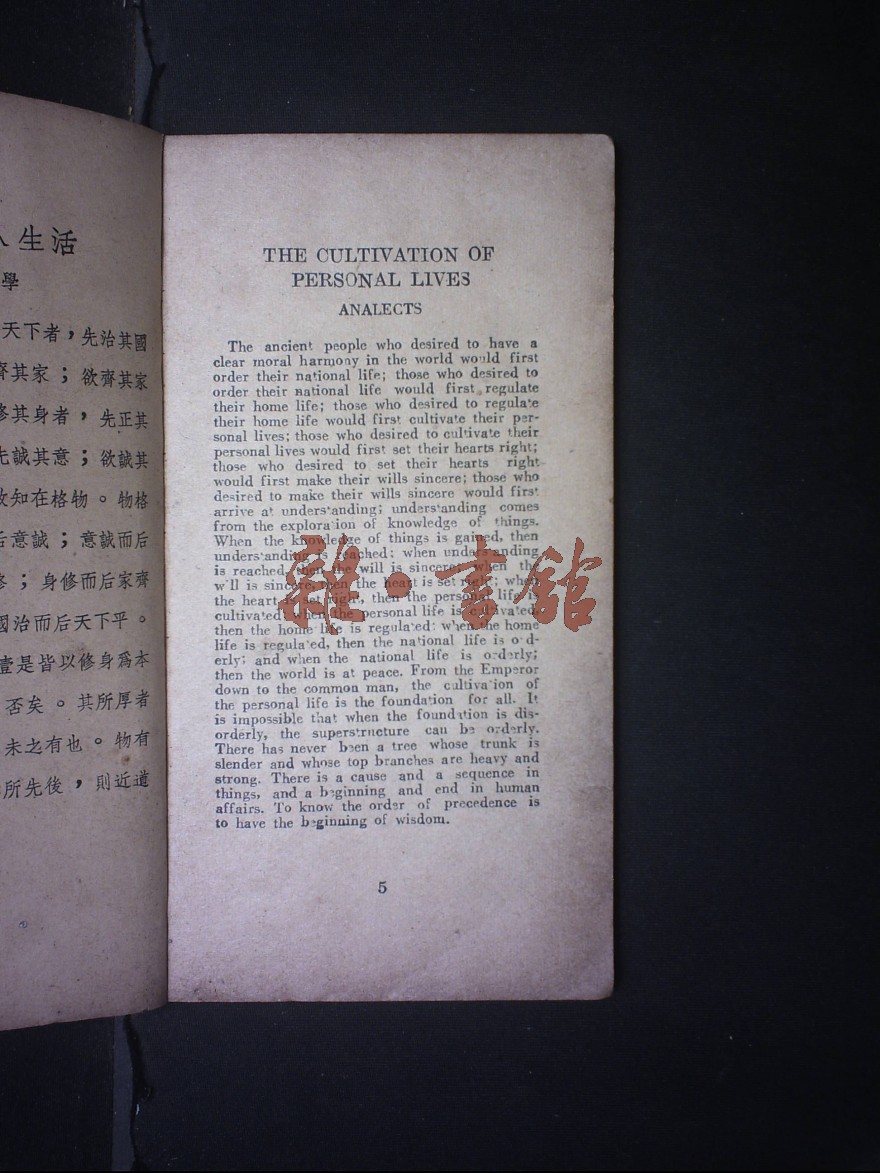 人生活
學
天下者，先治其國
齊其家；欲齊其家
修其身者，先正其
先誠其意；欲誠其
致知在格物。物格
后意誠；意誠而后
修；身修而后家齊
國治而后天下平。
壹是皆以修身爲本
否矣。其所厚者
未之有也。物有
所先後，則近道
THE CULTIVATION OF
PERSONAL LIVES
ANALECTS
The ancient people who desired to have a
clear moral harmony in the world would first
order their national life; those who desired to
order their national life would first regulate
their home life; those who desired to regulate
their home life would first cultivate their per-
sonal lives; those who desired to cultivate their
personal lives would first set their hearts right;
those who desired to set their hearts right
would first make their wills sincere; those who
desired to make their wills sincere would first
arrive at understanding; understanding comes
from the exploration of knowledge of things.
When the knowledge of things is gained, then
understanding is reached; when understanding
is reached, then the will is sincere; when the
will is sincere, then the heart is set right; when
the heart is set right, then the personal life is
cultivated; when the personal life is cultivated,
then the home life is regulated; when the home
life is regulated, then the national life is ord-
erly; and when the national life is orderly;
then the world is at peace. From the Emperor
down to the common man, the cultivation of
the personal life is the foundation for all. It
is impossible that when the foundation is dis-
orderly, the superstructure can be orderly.
There has never been a tree whose trunk is
slender and whose top branches are heavy and
strong. There is a cause and a sequence in
things, and a beginning and end in human
affairs. To know the order of precedence is
to have the beginning of wisdom.
5
雜·書館